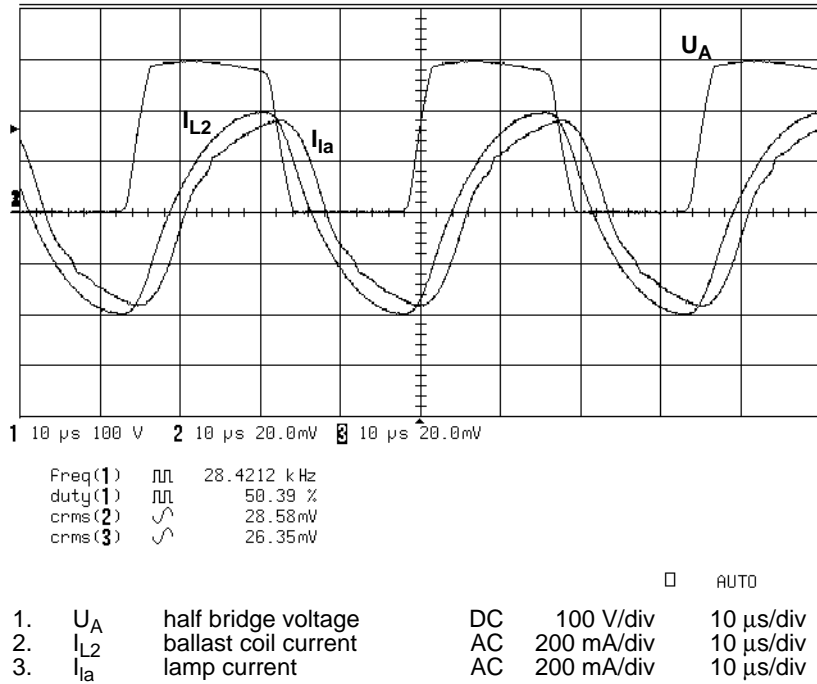 U_A
I_L2
I_la
1 10 µs 100 V 2 10 µs 20.0mV 3 10 µs 20.0mV
freq(1) 28.4212 kHz
duty(1) 50.39 %
crms(2) 28.58mV
crms(3) 26.35mV
AUTO
1. U_A half bridge voltage DC 100 V/div 10 µs/div
2. I_L2 ballast coil current AC 200 mA/div 10 µs/div
3. I_la lamp current AC 200 mA/div 10 µs/div